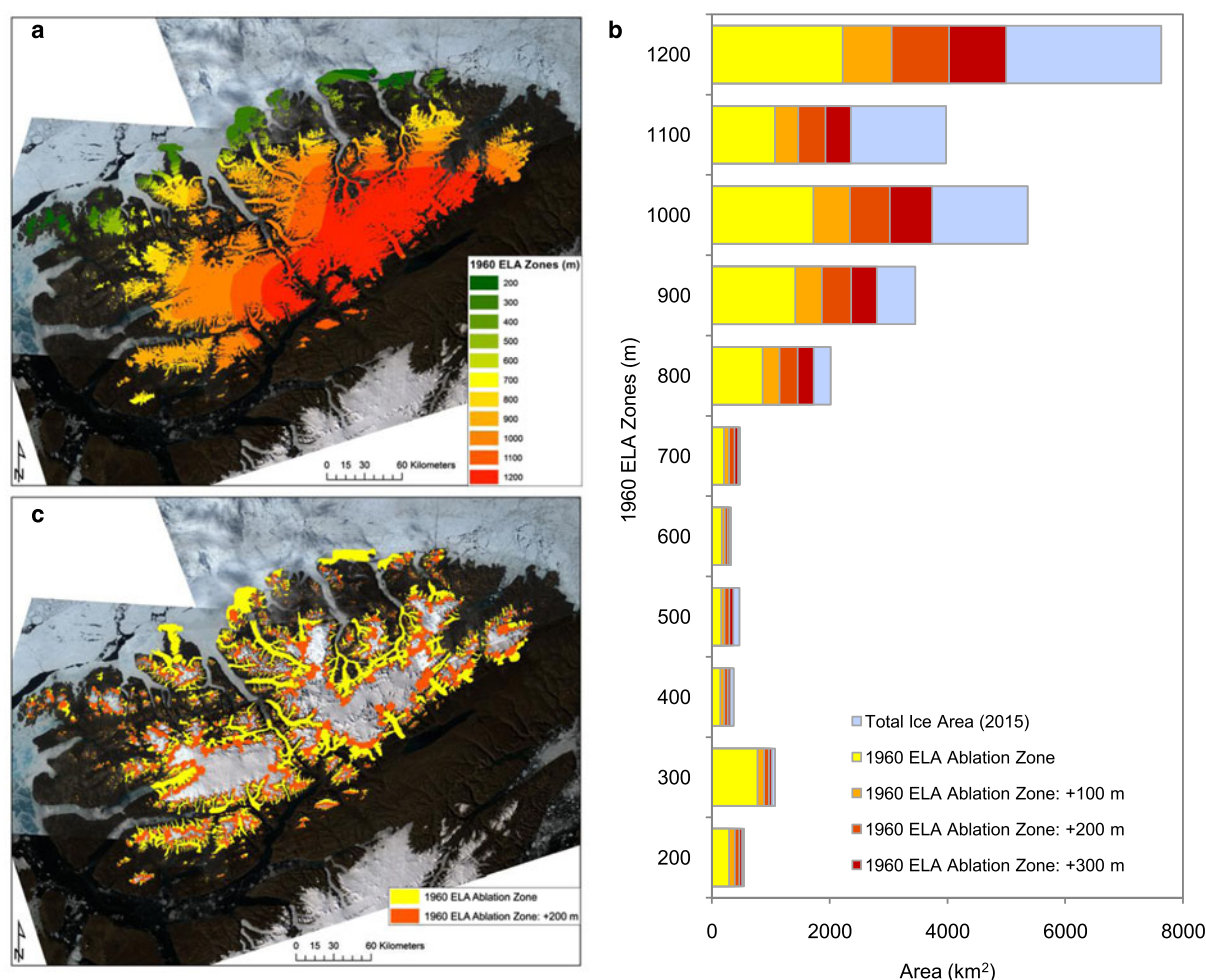 a
1960 ELA Zones (m)
200
300
400
500
600
700
800
900
1000
1100
1200
0 15 30 60 Kilometers
N
b
1960 ELA Zones (m)
1200
1100
1000
900
800
700
600
500
400
300
200
Total Ice Area (2015)
1960 ELA Ablation Zone
1960 ELA Ablation Zone: +100 m
1960 ELA Ablation Zone: +200 m
1960 ELA Ablation Zone: +300 m
0 2000 4000 6000 8000
Area (km²)
c
1960 ELA Ablation Zone
1960 ELA Ablation Zone: +200 m
0 15 30 60 Kilometers
N